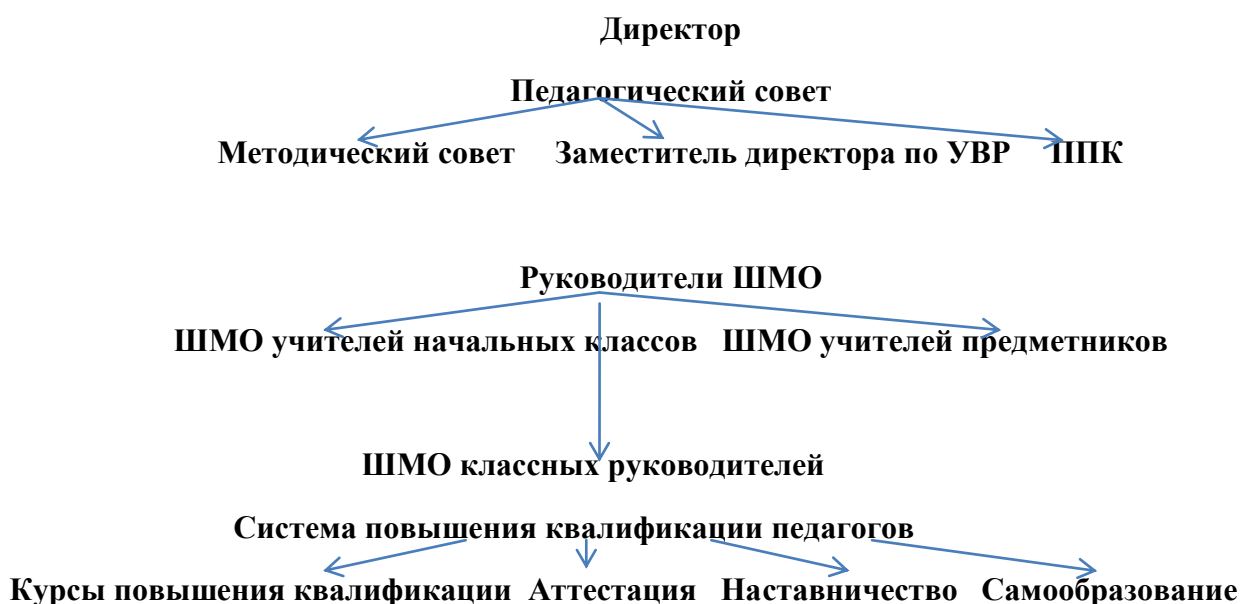 Директор
Педагогический совет
Методический совет Заместитель директора по УВР ППК
Руководители ШМО
ШМО учителей начальных классов ШМО учителей предметников
ШМО классных руководителей
Система повышения квалификации педагогов
Курсы повышения квалификации Аттестация Наставничество Самообразование